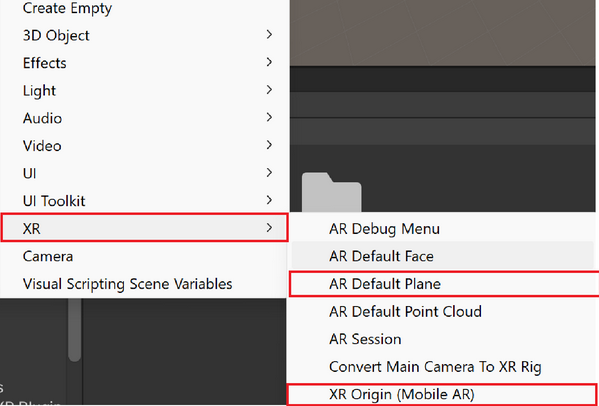 Create Empty
3D Object
Effects
Light
Audio
Video
UI
UI Toolkit
XR
Camera
Visual Scripting Scene Variables
AR Debug Menu
AR Default Face
AR Default Plane
AR Default Point Cloud
AR Session
Convert Main Camera To XR Rig
XR Origin (Mobile AR)